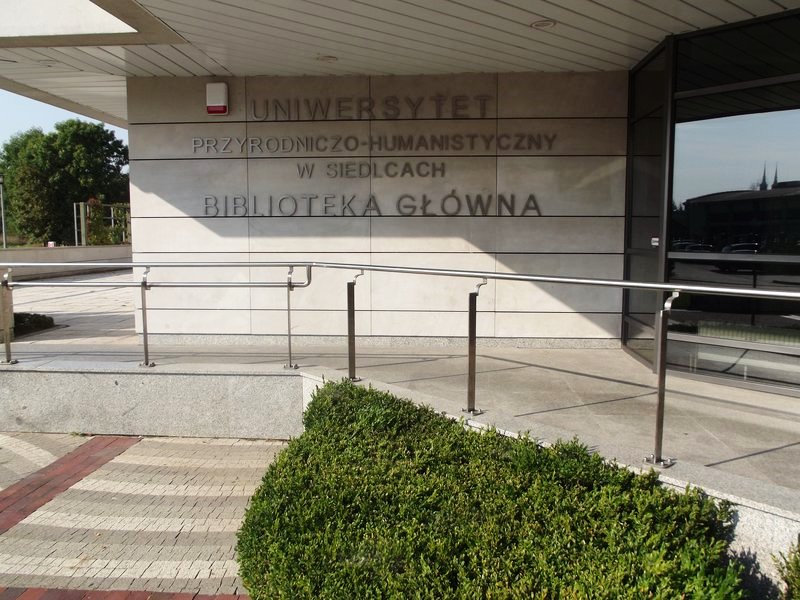 UNIWERSYTET
PRZYRODNICZO-HUMANISTYCZNY
W SIEDLCACH
BIBLIOTEKA GŁÓWNA